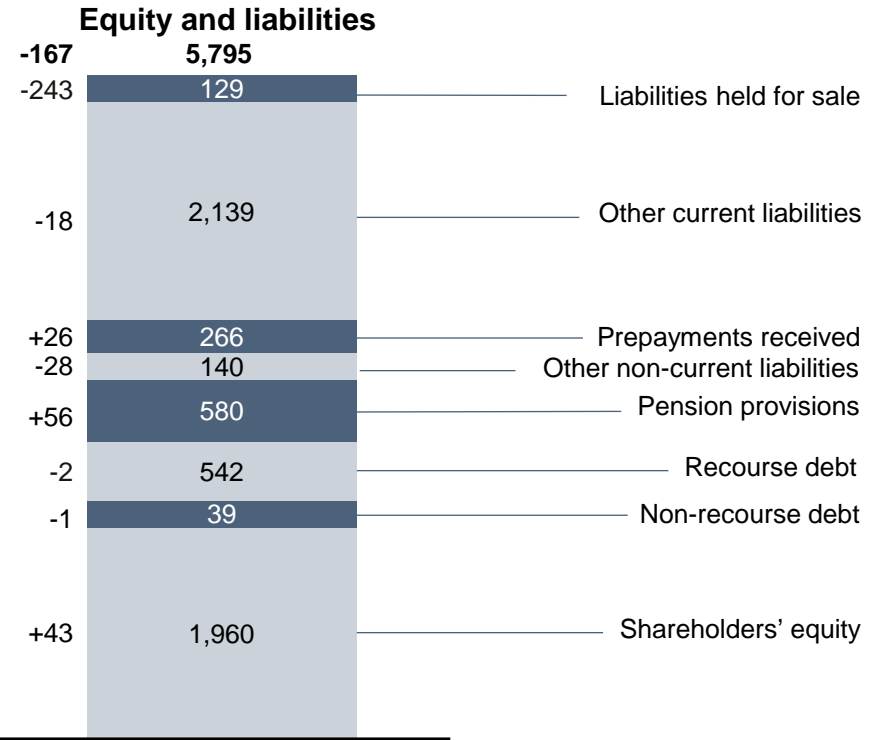 Equity and liabilities
-167 5,795
-243 129 Liabilities held for sale
-18 2,139 Other current liabilities
+26 266 Prepayments received
-28 140 Other non-current liabilities
+56 580 Pension provisions
-2 542 Recourse debt
-1 39 Non-recourse debt
+43 1,960 Shareholders’ equity